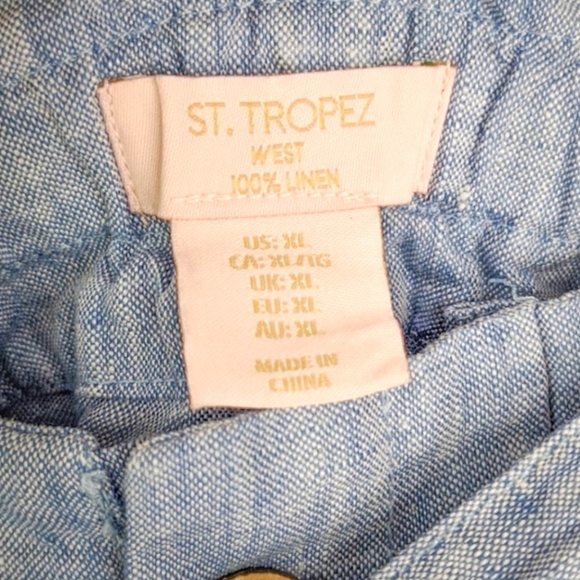 ST. TROPEZ
WEST
100% LINEN
US: XL
CA: XL/TG
UK: XL
EU: XL
AU: XL
MADE IN
CHINA